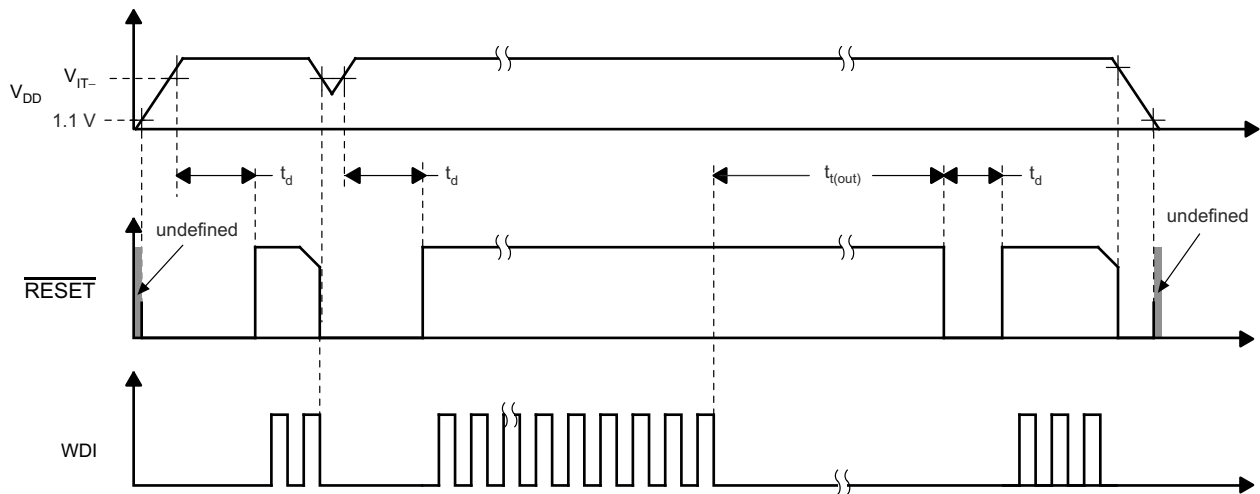 V_IT–
V_DD
1.1 V
t_d
t_d
t_t(out)
t_d
undefined
undefined
RESET
WDI